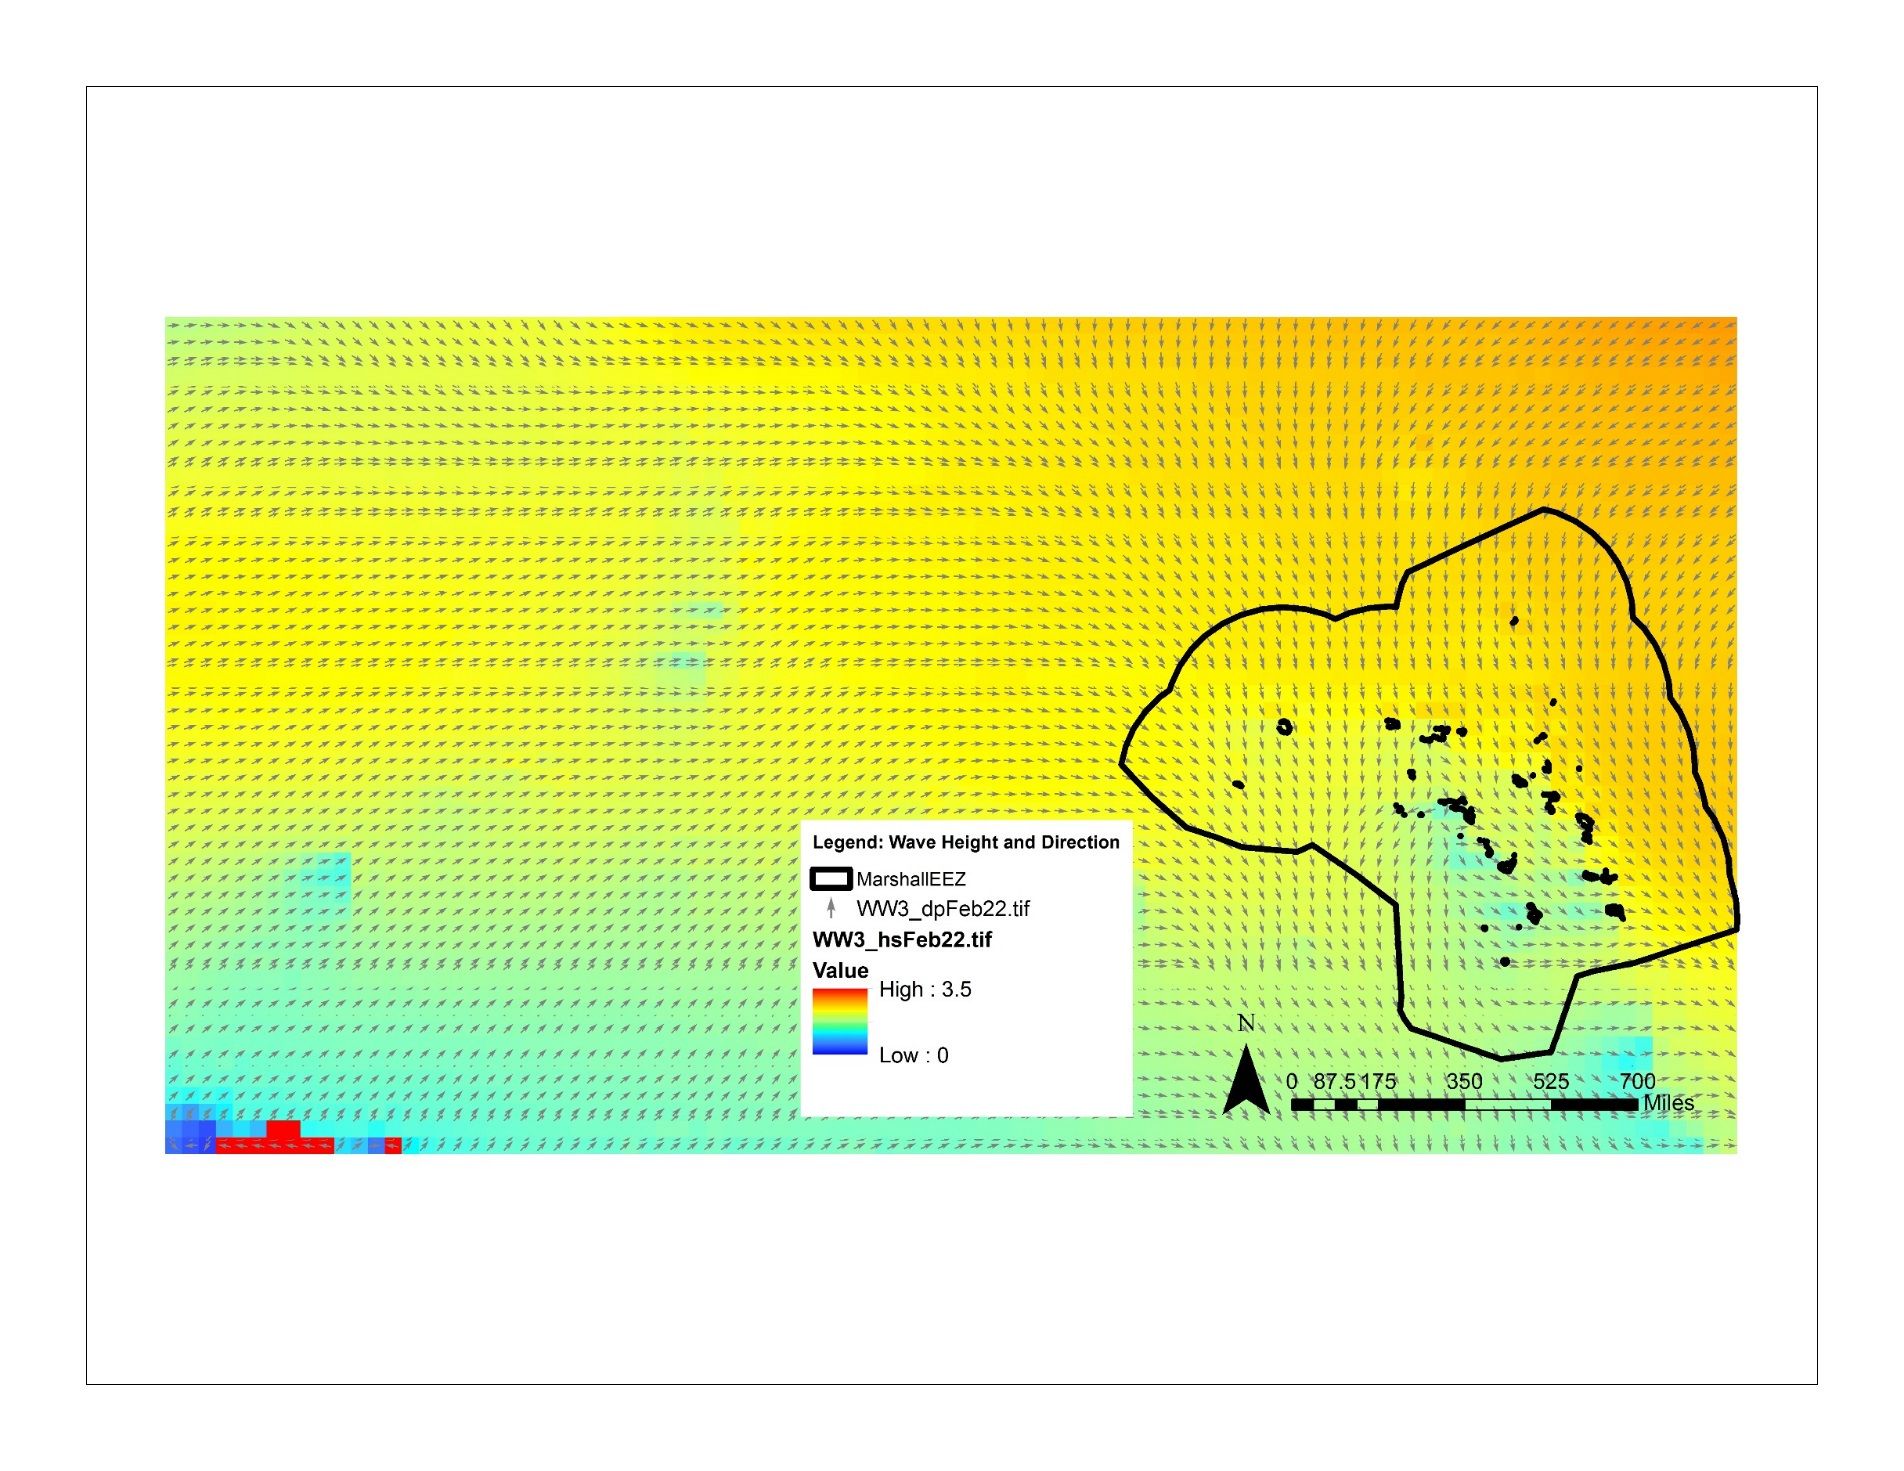 Legend: Wave Height and Direction
MarshallEEZ
WW3_dpFeb22.tif
WW3_hsFeb22.tif
Value
High : 3.5
Low : 0
N
0 87.5 175 350 525 700
Miles